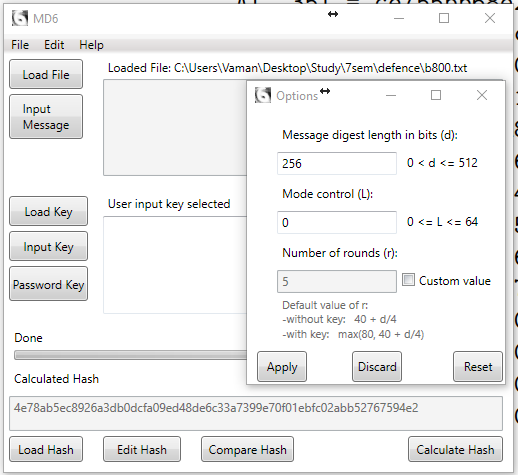 MD6
File Edit Help
Load File
Loaded File: C:\Users\Vaman\Desktop\Study\7sem\defence\b800.txt
Input
Message
Options
Message digest length in bits (d):
256
0 < d <= 512
Mode control (L):
0
0 <= L <= 64
Number of rounds (r):
5
Custom value
Default value of r:
-without key: 40 + d/4
-with key: max(80, 40 + d/4)
Apply
Discard
Reset
Load Key
User input key selected
Input Key
Password Key
Done
Calculated Hash
4e78ab5ec8926a3db0dcfa09ed48de6c33a7399e70f01ebfc02abb52767594e2
Load Hash
Edit Hash
Compare Hash
Calculate Hash